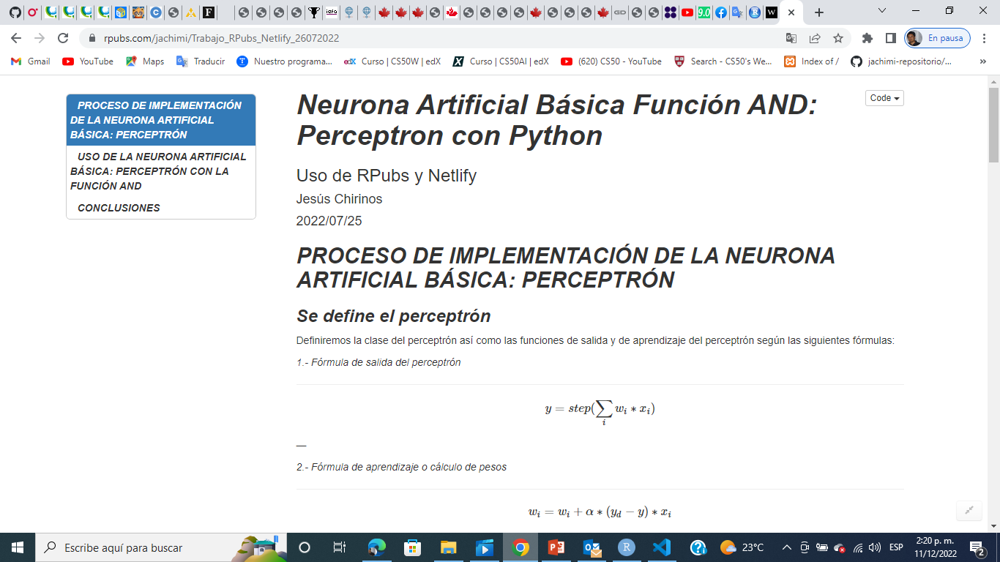 rpubs.com/jachimi/Trabajo_RPubs_Netlify_26072022
En pausa
Gmail
YouTube
Maps
Traducir
Nuestro programa...
Curso | CS50W | edX
Curso | CS50AI | edX
(620) CS50 - YouTube
Search - CS50's We...
Index of /
jachimi-repositorio/...
»
PROCESO DE IMPLEMENTACIÓN
DE LA NEURONA ARTIFICIAL
BÁSICA: PERCEPTRÓN
USO DE LA NEURONA ARTIFICIAL
BÁSICA: PERCEPTRÓN CON LA
FUNCIÓN AND
CONCLUSIONES
Code
Neurona Artificial Básica Función AND:
Perceptron con Python
Uso de RPubs y Netlify
Jesús Chirinos
2022/07/25
PROCESO DE IMPLEMENTACIÓN DE LA NEURONA
ARTIFICIAL BÁSICA: PERCEPTRÓN
Se define el perceptrón
Definiremos la clase del perceptrón así como las funciones de salida y de aprendizaje del perceptrón según las siguientes fórmulas:
1.- Fórmula de salida del perceptrón
y = step(∑_i w_i ∗ x_i)
—
2.- Fórmula de aprendizaje o cálculo de pesos
w_i = w_i + α ∗ (y_d − y) ∗ x_i
Escribe aquí para buscar
23°C
ESP
2:20 p. m.
11/12/2022
2